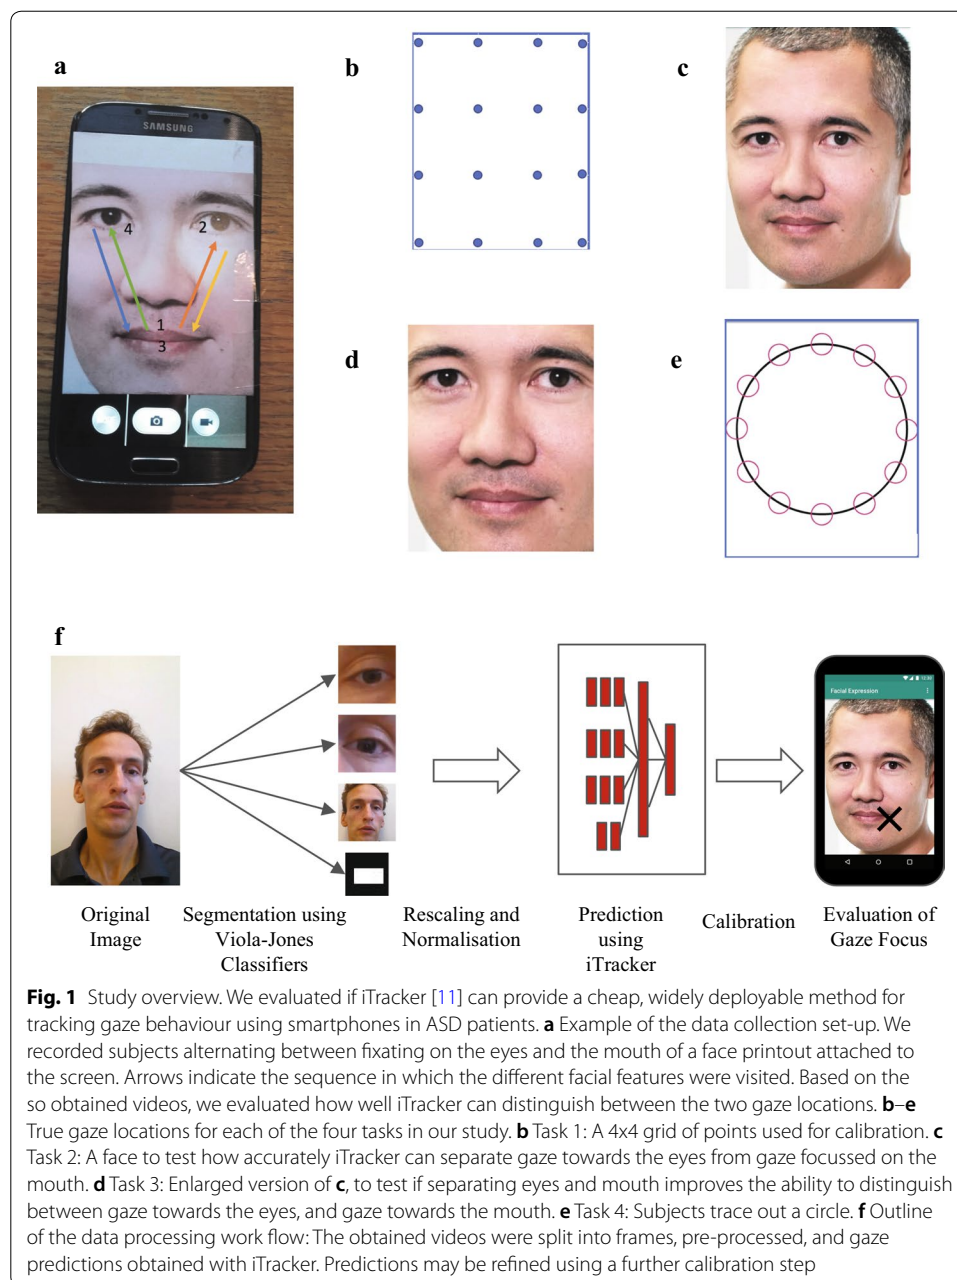 a
b
c
SAMSUNG
4
2
1
3
d
e
f
Facial Expression
Original
Image
Segmentation using
Viola-Jones
Classifiers
Rescaling and
Normalisation
Prediction
using
iTracker
Calibration
Evaluation of
Gaze Focus
Fig. 1 Study overview. We evaluated if iTracker [11] can provide a cheap, widely deployable method for
tracking gaze behaviour using smartphones in ASD patients. a Example of the data collection set-up. We
recorded subjects alternating between fixating on the eyes and the mouth of a face printout attached to
the screen. Arrows indicate the sequence in which the different facial features were visited. Based on the
so obtained videos, we evaluated how well iTracker can distinguish between the two gaze locations. b–e
True gaze locations for each of the four tasks in our study. b Task 1: A 4x4 grid of points used for calibration. c
Task 2: A face to test how accurately iTracker can separate gaze towards the eyes from gaze focussed on the
mouth. d Task 3: Enlarged version of c, to test if separating eyes and mouth improves the ability to distinguish
between gaze towards the eyes, and gaze towards the mouth. e Task 4: Subjects trace out a circle. f Outline
of the data processing work flow: The obtained videos were split into frames, pre-processed, and gaze
predictions obtained with iTracker. Predictions may be refined using a further calibration step